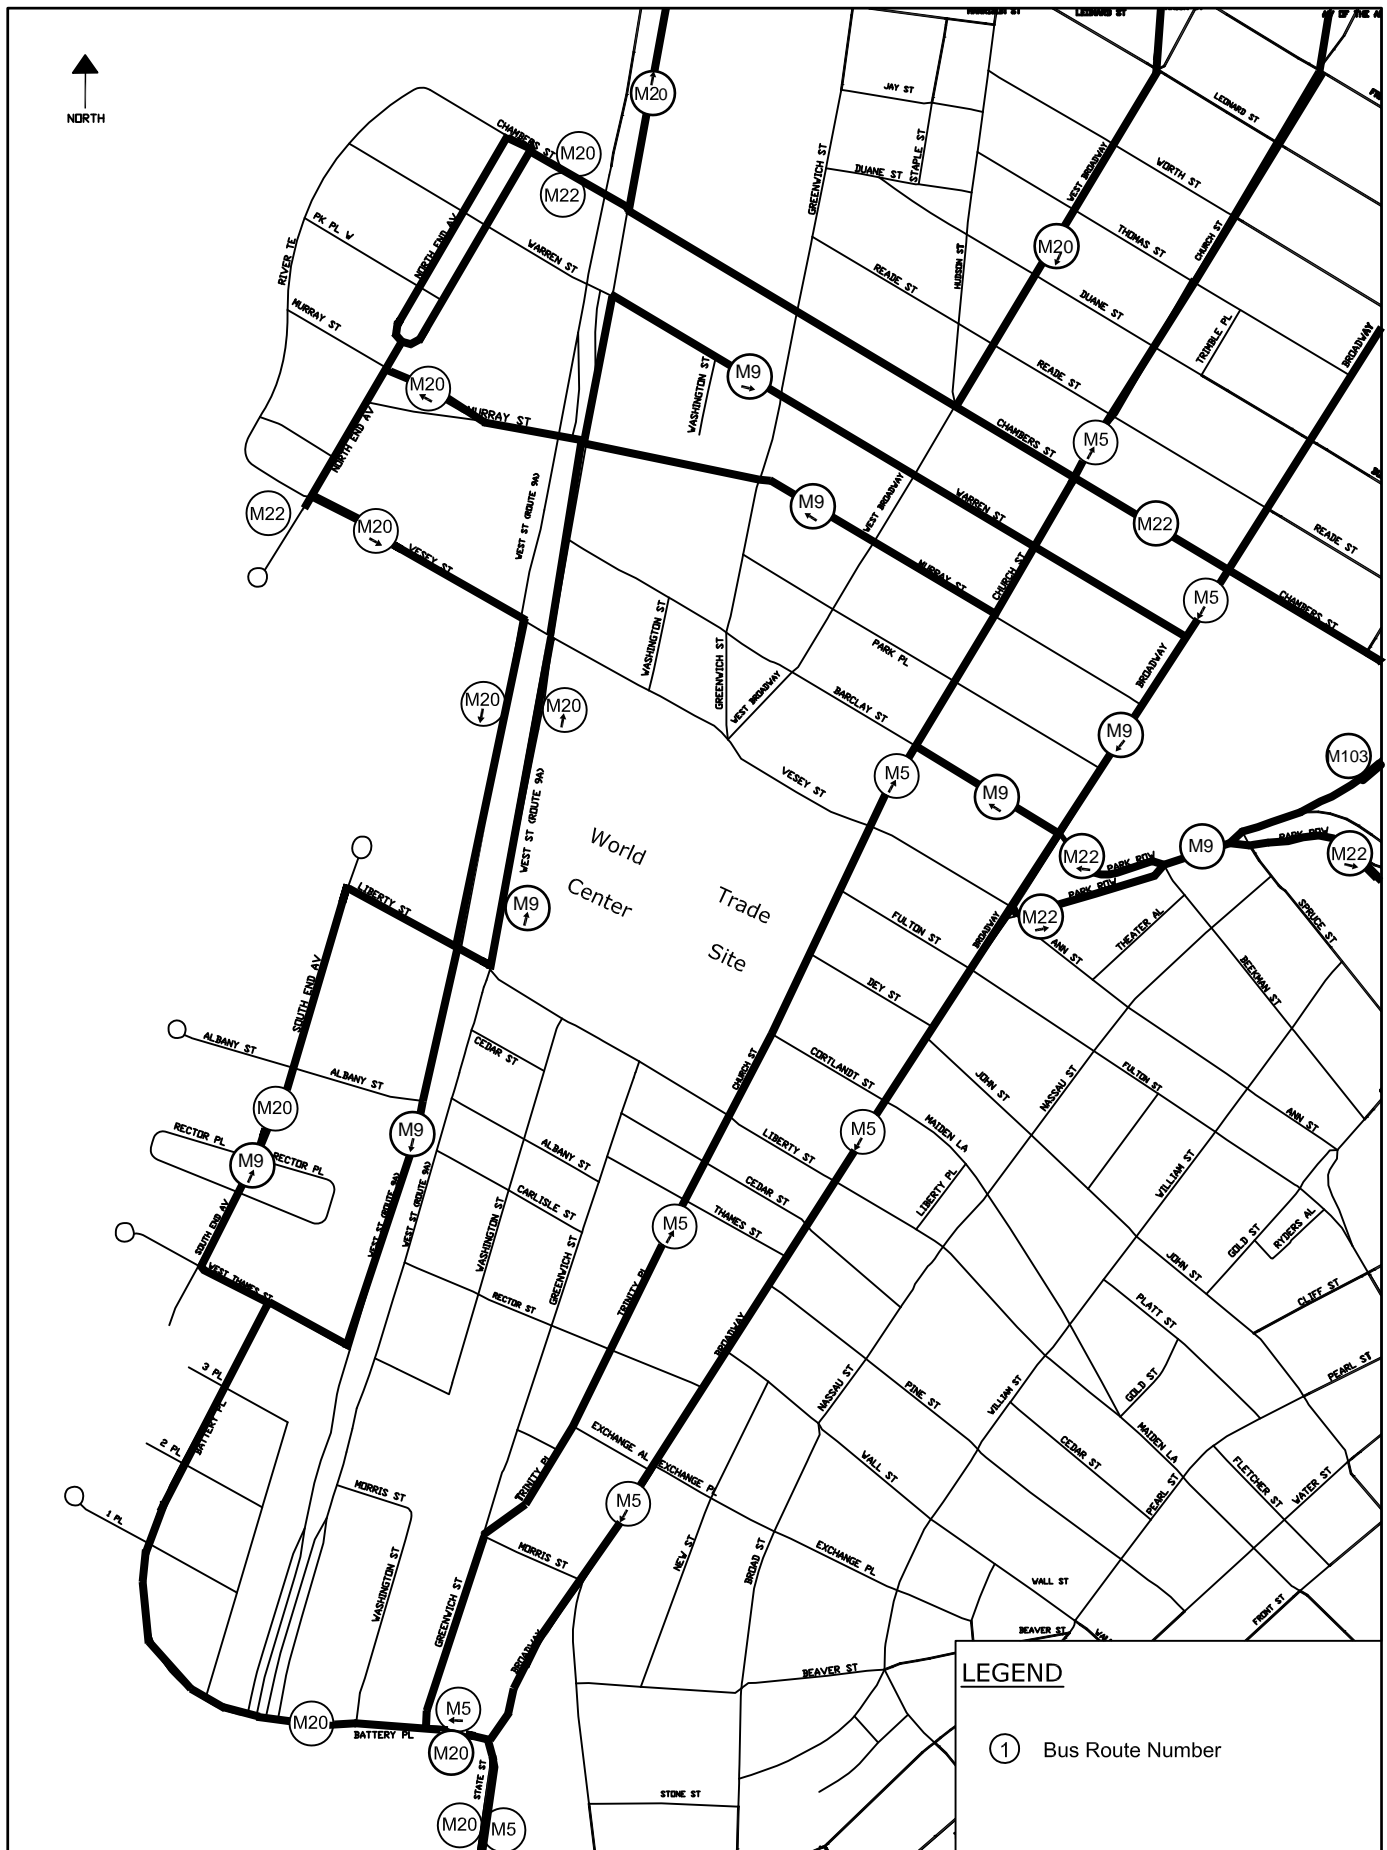 LEONARD ST
NORTH
M20
JAY ST
LEONARD ST
CHAMBERS ST
M20
M22
GREENWICH ST
STAPLE ST
DUANE ST
WEST BROADWAY
WORTH ST
PK PL W
NORTH END AV
WARREN ST
RIVER TE
READE ST
HUDSON ST
M20
THOMAS ST
CHURCH ST
MURRAY ST
DUANE ST
TRIMBLE PL
BROADWAY
M20
MURRAY ST
WASHINGTON ST
M9
READE ST
NORTH END AV
CHAMBERS ST
M5
M22
M20
VESEY ST
WEST ST (ROUTE 9A)
M9
WEST BROADWAY
WARREN ST
M22
READE ST
MURRAY ST
CHURCH ST
M5
CHAMBERS ST
WASHINGTON ST
GREENWICH ST
PARK PL
BROADWAY
M20
M20
WEST BROADWAY
BARCLAY ST
M9
M103
VESEY ST
M5
M9
WEST ST (ROUTE 9A)
World
Trade
Center
Site
M22
PARK ROW
M9
PARK ROW
M22
PARK ROW
LIBERTY ST
M9
FULTON ST
BROADWAY
M22
ANN ST
THEATER AL
SPRUCE ST
BEEKMAN ST
SOUTH END AV
DEY ST
ALBANY ST
ALBANY ST
CEDAR ST
CHURCH ST
CORTLANDT ST
JOHN ST
NASSAU ST
FULTON ST
ANN ST
M20
M9
RECTOR PL
RECTOR PL
M9
ALBANY ST
LIBERTY ST
M5
MAIDEN LA
CEDAR ST
LIBERTY PL
WILLIAM ST
CARLISLE ST
THAMES ST
M5
SOUTH END AV
WEST ST (ROUTE 9A)
WEST ST (ROUTE 9A)
WASHINGTON ST
GREENWICH ST
GOLD ST
RYDERS AL
WEST THAMES ST
RECTOR ST
TRINITY PL
JOHN ST
CLIFF ST
PLATT ST
BROADWAY
3 PL
NASSAU ST
PINE ST
WILLIAM ST
GOLD ST
PEARL ST
BATTERY PL
2 PL
EXCHANGE AL
EXCHANGE PL
WALL ST
CEDAR ST
MAIDEN LA
FLETCHER ST
WATER ST
TRINITY PL
MORRIS ST
PEARL ST
1 PL
M5
MORRIS ST
NEW ST
BROAD ST
EXCHANGE PL
WALL ST
WASHINGTON ST
GREENWICH ST
BROADWAY
FRONT ST
BEAVER ST
BEAVER ST
LEGEND
M20
M5
BATTERY PL
M20
1 Bus Route Number
STATE ST
STONE ST
M20
M5